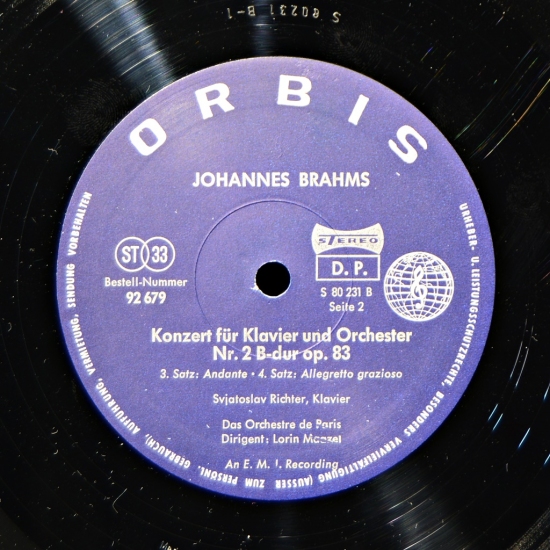 S 80231 B-1
ORBIS
JOHANNES BRAHMS
ST 33
Bestell-Nummer
92 679
STEREO
D. P.
S 80 231 B
Seite 2
Konzert für Klavier und Orchester
Nr. 2 B-dur op. 83
3. Satz: Andante • 4. Satz: Allegretto grazioso
Svjatoslav Richter, Klavier
Das Orchestre de Paris
Dirigent: Lorin Maazel
An E. M. I. Recording
URHEBER- U. LEISTUNGSSCHUTZRECHTE, BESONDERS VERVIELFÄLTIGUNG (AUSSER ZUM PERSÖNL. GEBRAUCH), AUFFÜHRUNG, VERMIETUNG, SENDUNG VORBEHALTEN